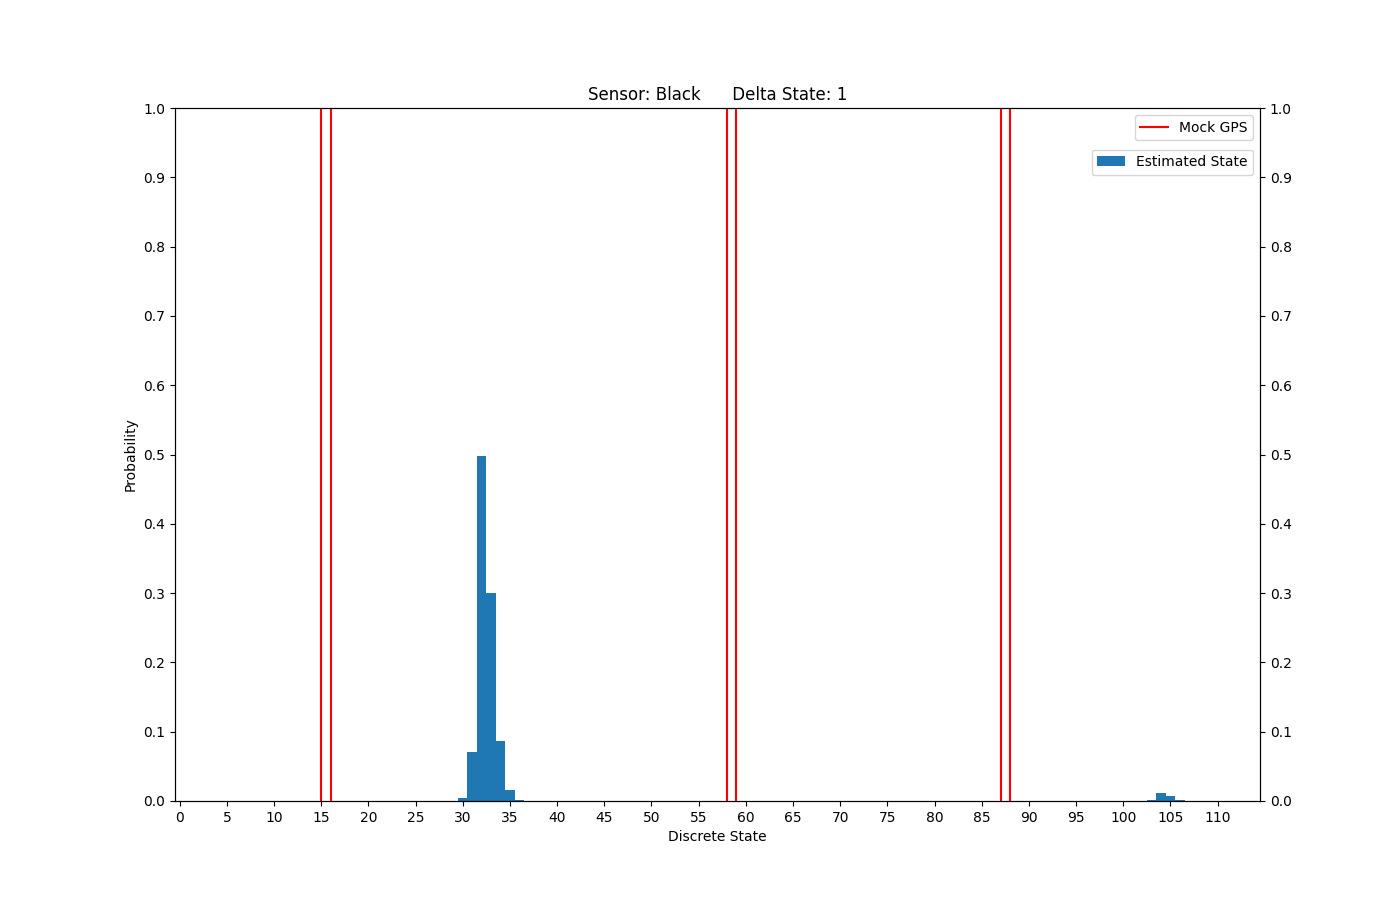 Sensor: Black Delta State: 1
1.0 1.0
Mock GPS
Estimated State
0.9 0.9
0.8 0.8
0.7 0.7
0.6 0.6
Probability
0.5 0.5
0.4 0.4
0.3 0.3
0.2 0.2
0.1 0.1
0.0 0.0
0 5 10 15 20 25 30 35 40 45 50 55 60 65 70 75 80 85 90 95 100 105 110
Discrete State